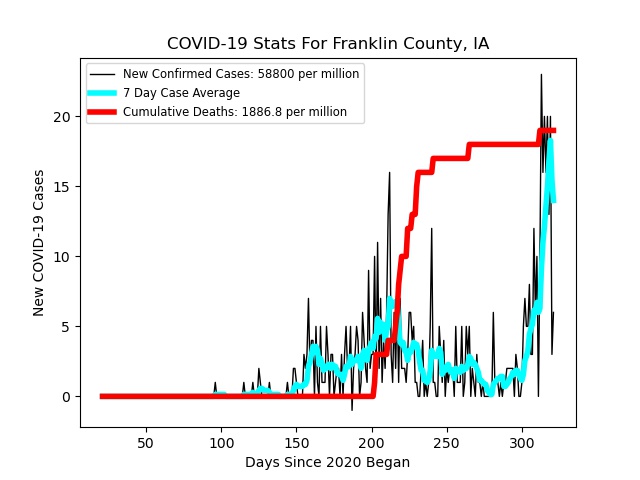 COVID-19 Stats For Franklin County, IA
New Confirmed Cases: 58800 per million
7 Day Case Average
Cumulative Deaths: 1886.8 per million
New COVID-19 Cases
20
15
10
5
0
50 100 150 200 250 300
Days Since 2020 Began